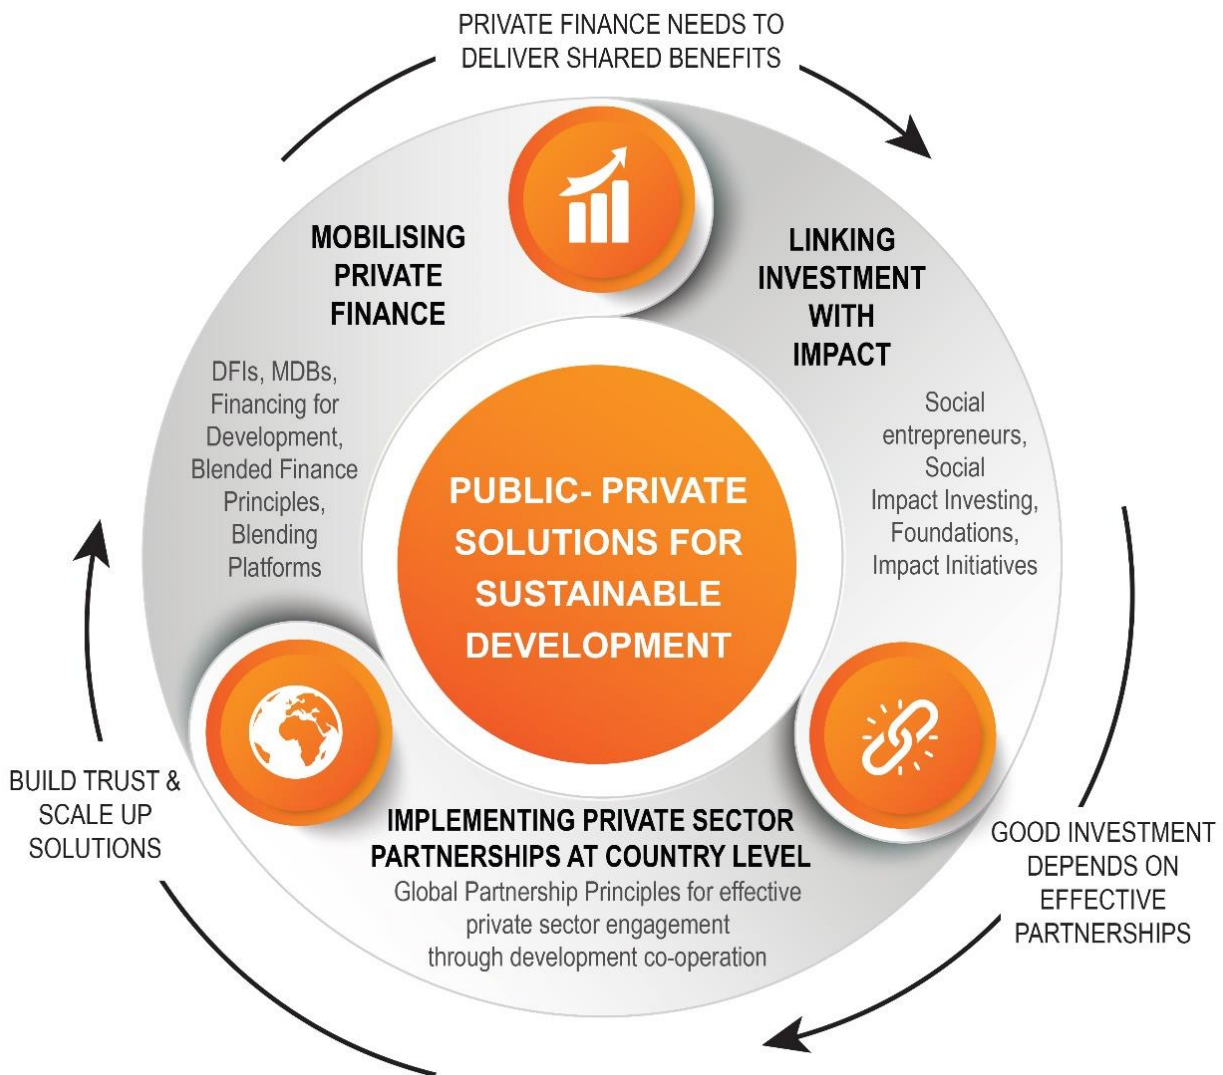 PRIVATE FINANCE NEEDS TO
DELIVER SHARED BENEFITS
MOBILISING
PRIVATE
FINANCE
DFIs, MDBs,
Financing for
Development,
Blended Finance
Principles,
Blending
Platforms
LINKING
INVESTMENT
WITH
IMPACT
Social
entrepreneurs,
Social
Impact Investing,
Foundations,
Impact Initiatives
PUBLIC- PRIVATE
SOLUTIONS FOR
SUSTAINABLE
DEVELOPMENT
BUILD TRUST &
SCALE UP
SOLUTIONS
IMPLEMENTING PRIVATE SECTOR
PARTNERSHIPS AT COUNTRY LEVEL
Global Partnership Principles for effective
private sector engagement
through development co-operation
GOOD INVESTMENT
DEPENDS ON
EFFECTIVE
PARTNERSHIPS